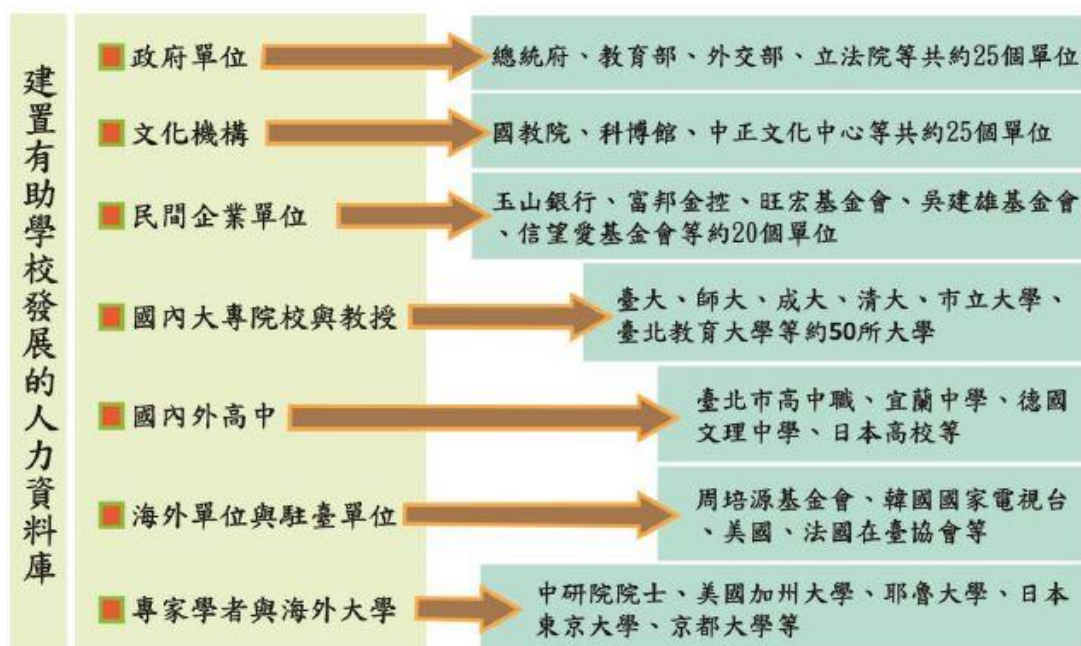 建置有助學校發展的人力資料庫
政府單位
總統府、教育部、外交部、立法院等共約25個單位
文化機構
國教院、科博館、中正文化中心等共約25個單位
民間企業單位
玉山銀行、富邦金控、旺宏基金會、吳建雄基金會
、信望愛基金會等約20個單位
國內大專院校與教授
臺大、師大、成大、清大、市立大學、
臺北教育大學等約50所大學
國內外高中
臺北市高中職、宜蘭中學、德國
文理中學、日本高校等
海外單位與駐臺單位
周培源基金會、韓國國家電視台
、美國、法國在臺協會等
專家學者與海外大學
中研院院士、美國加州大學、耶魯大學、日本
東京大學、京都大學等